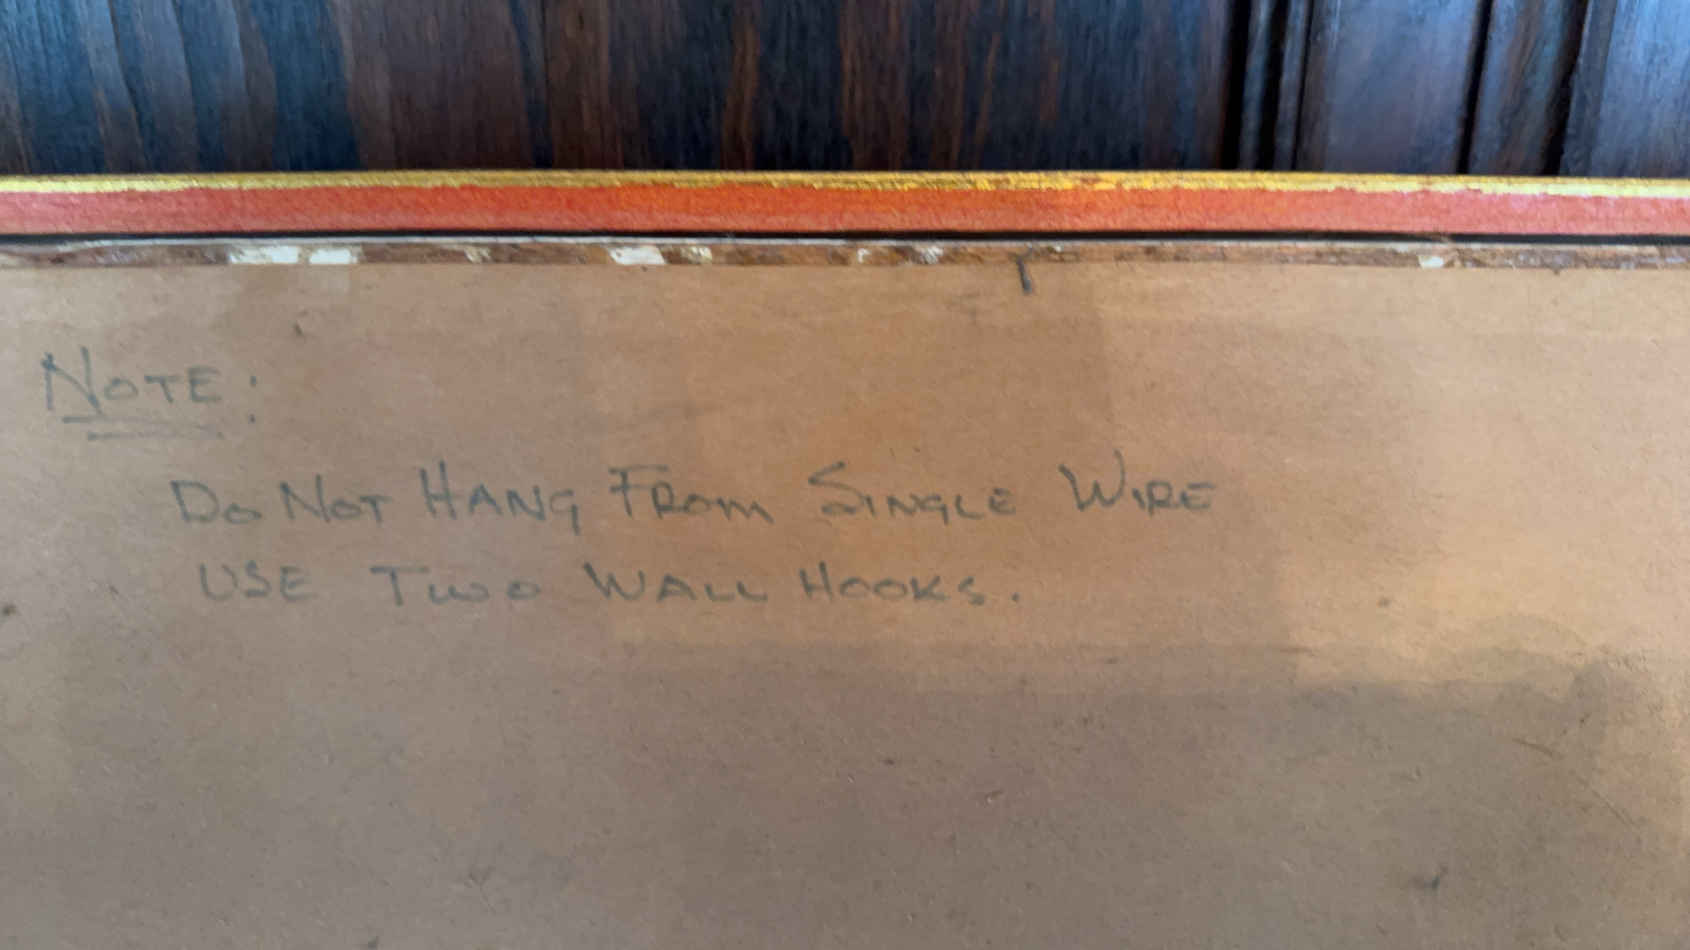 NOTE:
DO NOT HANG FROM SINGLE WIRE
USE TWO WALL HOOKS.